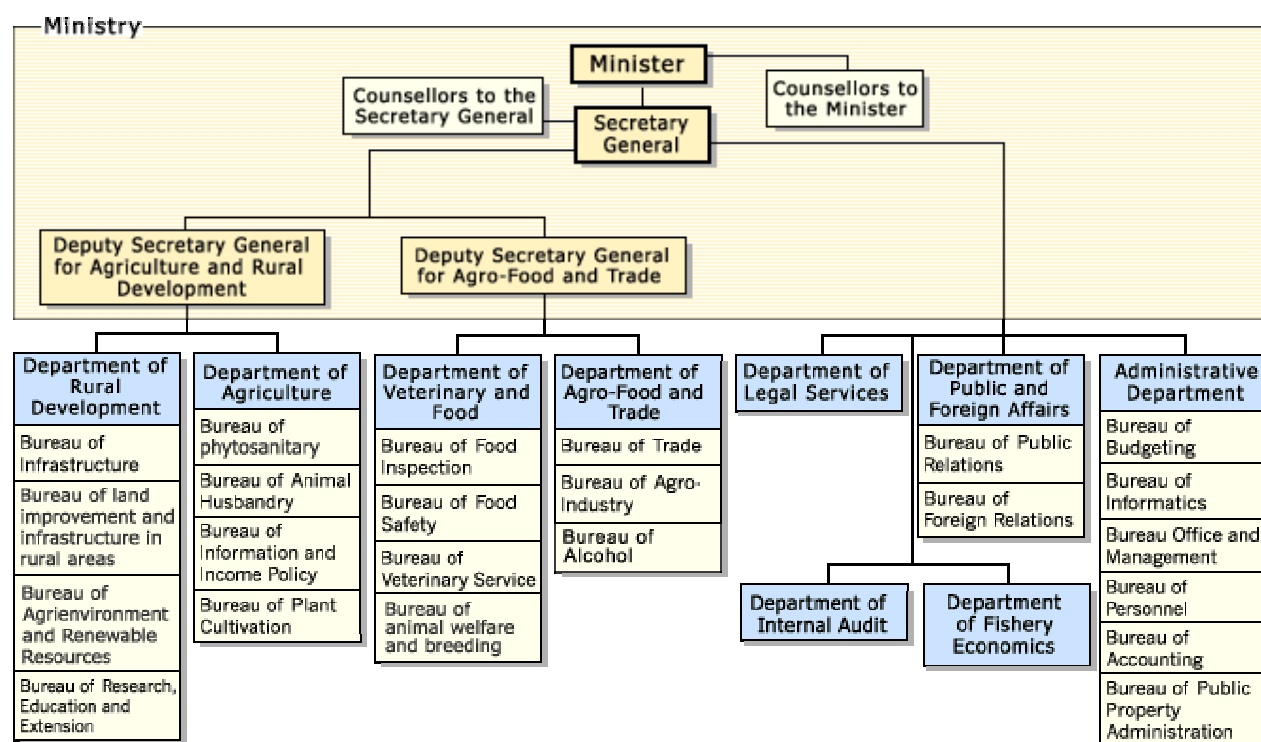 Ministry
Minister
Counsellors to
the Minister
Counsellors to the
Secretary General
Secretary
General
Deputy Secretary General
for Agriculture and Rural
Development
Deputy Secretary General
for Agro-Food and Trade
Department of
Rural
Development
Bureau of
Infrastructure
Bureau of land
improvement and
infrastructure in
rural areas
Bureau of
Agrienvironment
and Renewable
Resources
Bureau of Research,
Education and
Extension
Department of
Agriculture
Bureau of
phytosanitary
Bureau of Animal
Husbandry
Bureau of
Information and
Income Policy
Bureau of Plant
Cultivation
Department of
Veterinary and
Food
Bureau of Food
Inspection
Bureau of Food
Safety
Bureau of
Veterinary Service
Bureau of
animal welfare
and breeding
Department of
Agro-Food and
Trade
Bureau of Trade
Bureau of Agro-
Industry
Bureau of
Alcohol
Department of
Legal Services
Department of
Public and
Foreign Affairs
Bureau of Public
Relations
Bureau of
Foreign Relations
Department of
Internal Audit
Department
of Fishery
Economics
Administrative
Department
Bureau of
Budgeting
Bureau of
Informatics
Bureau Office and
Management
Bureau of
Personnel
Bureau of
Accounting
Bureau of Public
Property
Administration